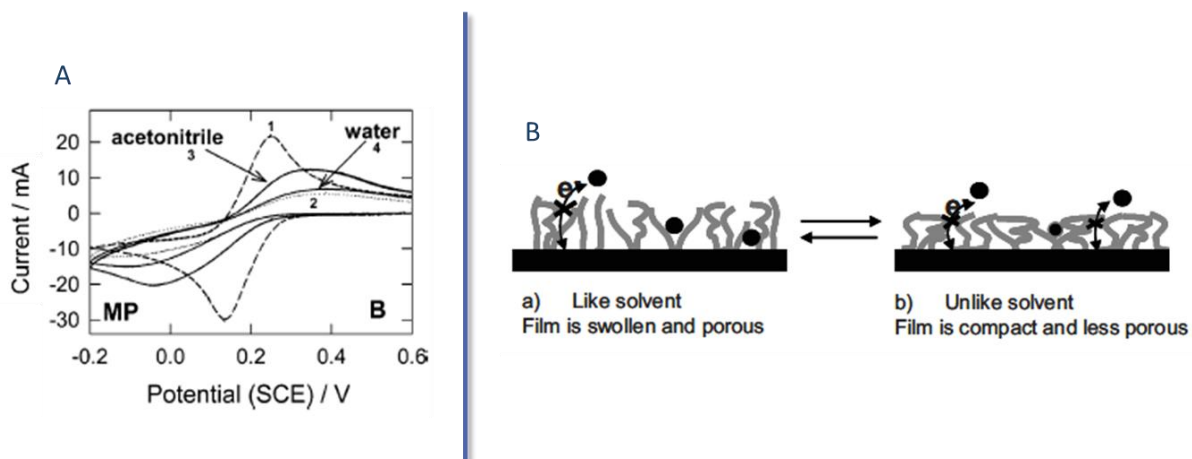 A
20
10
0
-10
-20
-30
Current / mA
acetonitrile
3
1
water
4
2
MP
B
-0.2
0.0
0.2
0.4
0.6
Potential (SCE) / V
B
e
e
a) Like solvent
Film is swollen and porous
b) Unlike solvent
Film is compact and less porous